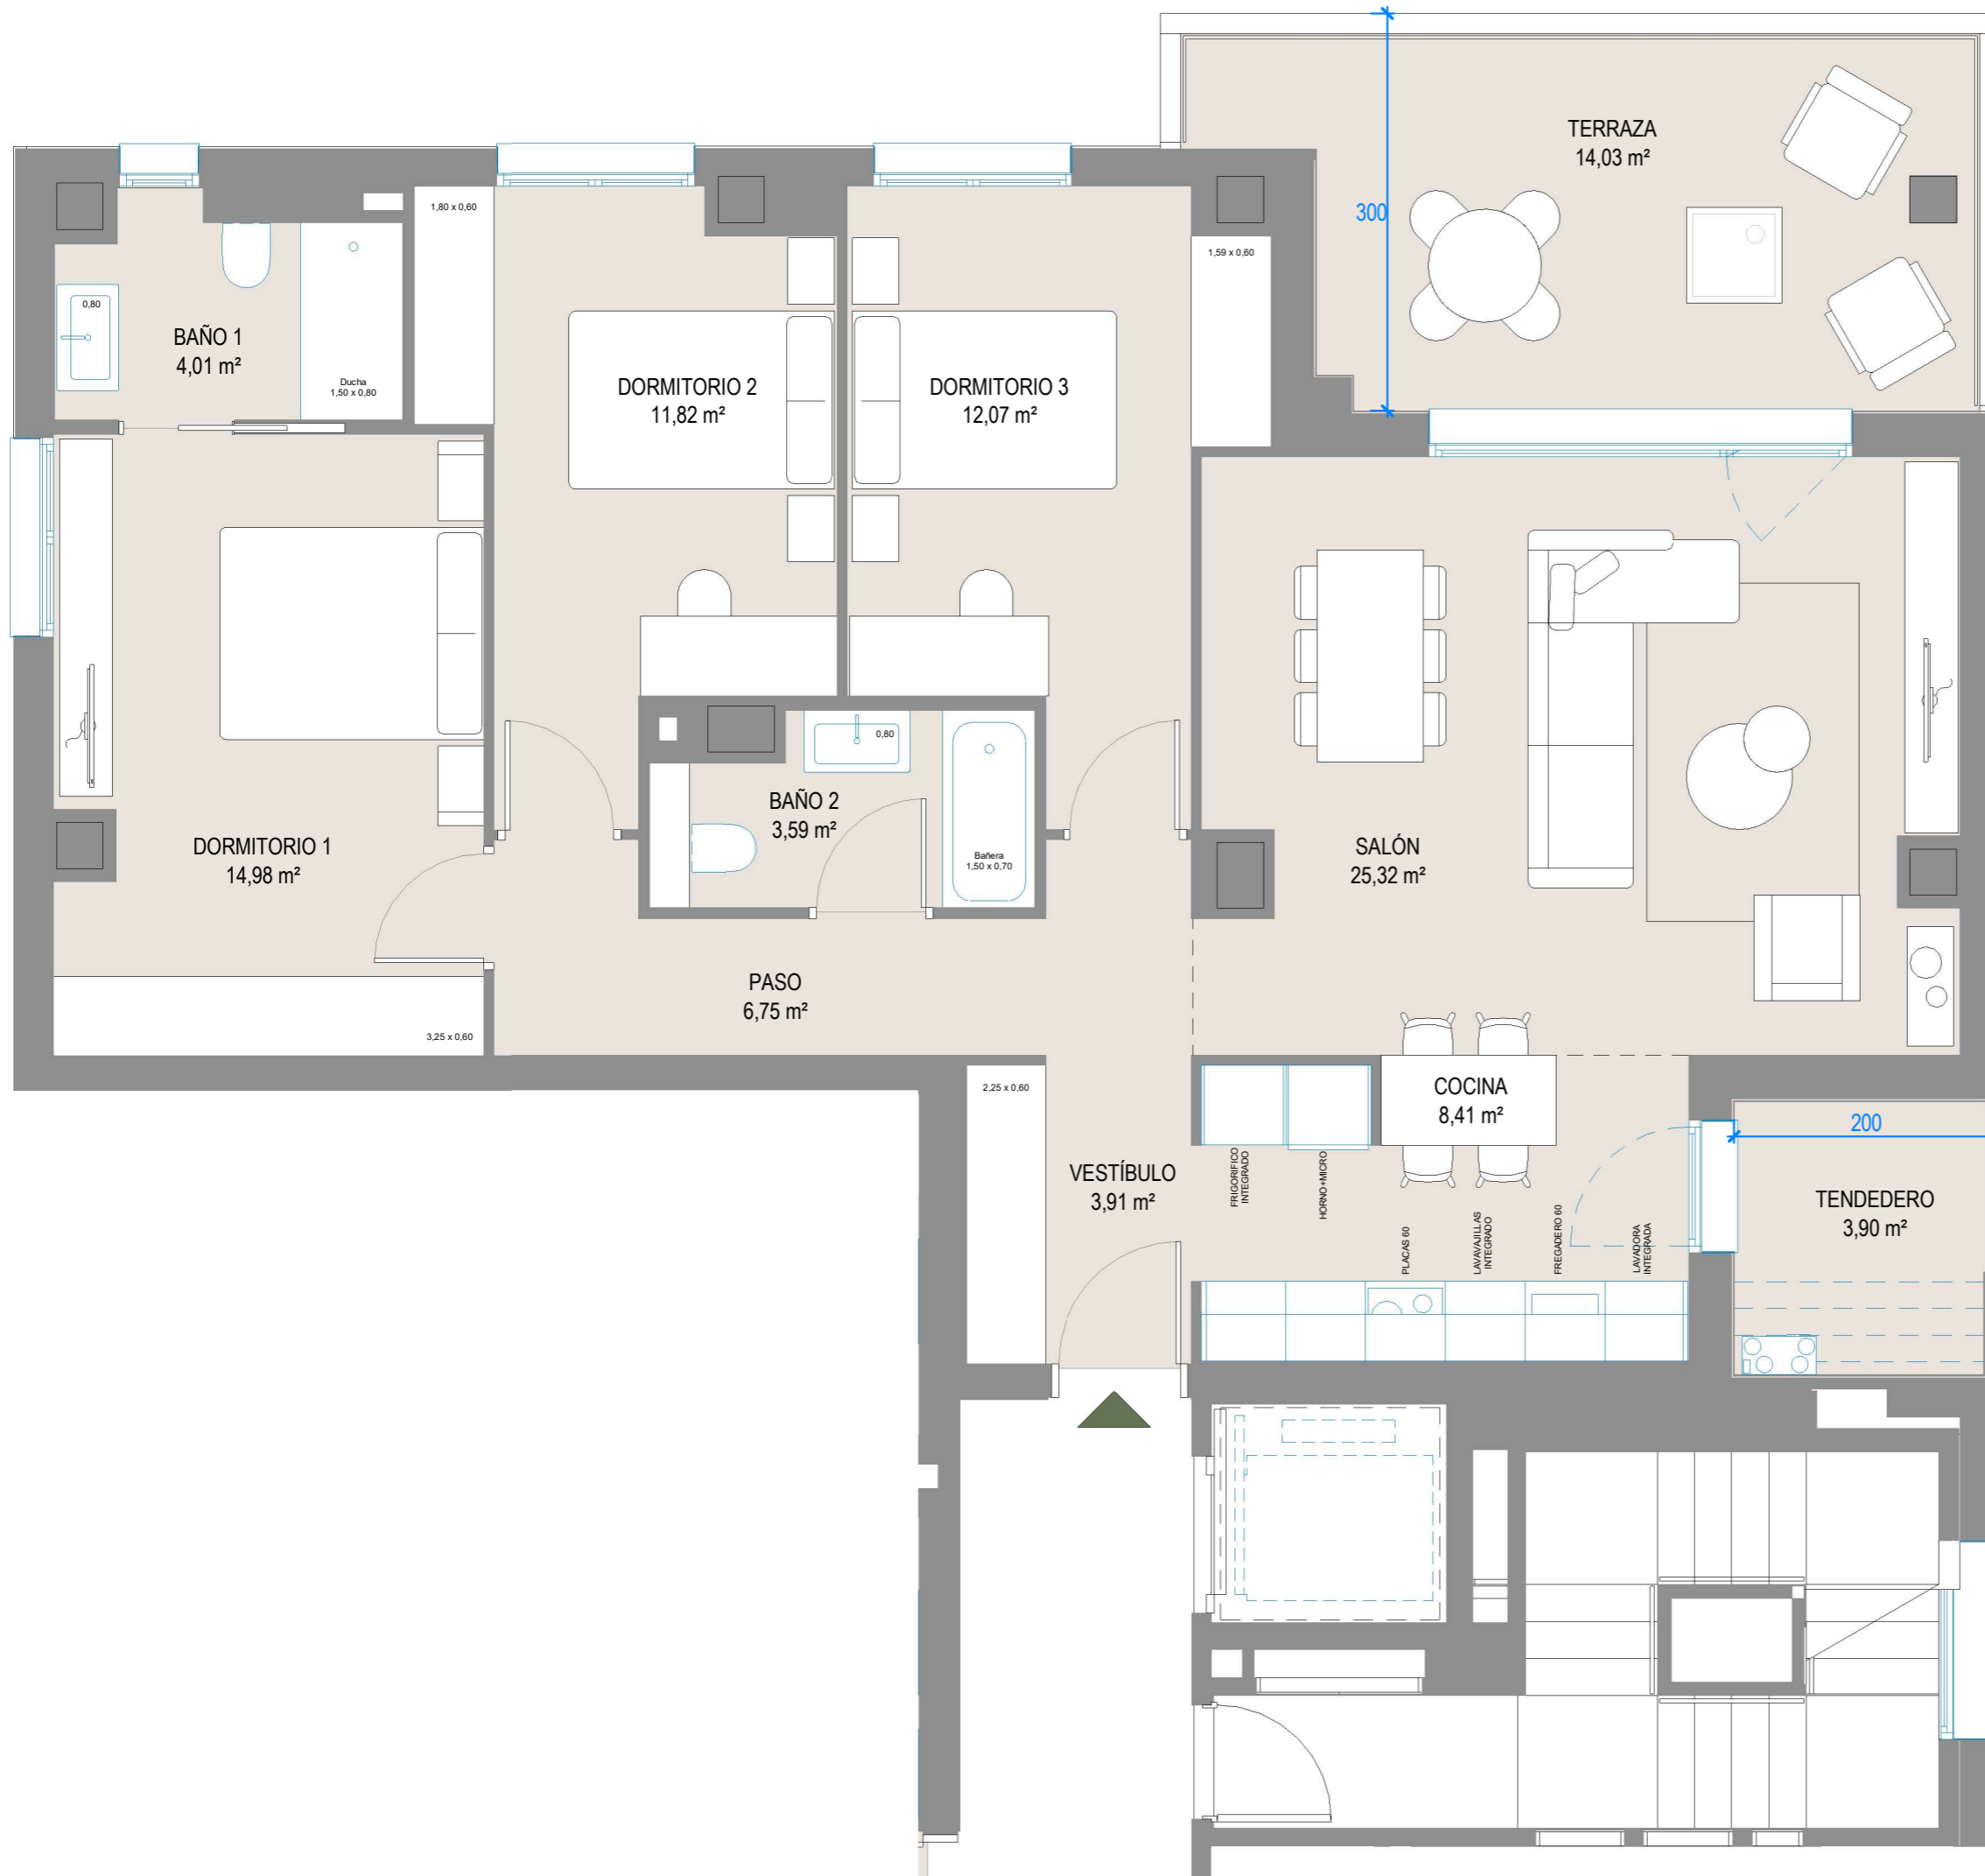 TERRAZA
14,03 m²
300
1,80 x 0,60
1,59 x 0,60
0,80
BAÑO 1
4,01 m²
Ducha
1,50 x 0,80
DORMITORIO 2
11,82 m²
DORMITORIO 3
12,07 m²
0,80
BAÑO 2
3,59 m²
Bañera
1,50 x 0,70
DORMITORIO 1
14,98 m²
SALÓN
25,32 m²
PASO
6,75 m²
3,25 x 0,60
2,25 x 0,60
COCINA
8,41 m²
200
VESTÍBULO
3,91 m²
FRIGORIFICO
INTEGRADO
HORNO+MICRO
PLACAS 60
LAVAVAJILLAS
INTEGRADO
FREGADERO 60
LAVADORA
INTEGRADA
TENDEDERO
3,90 m²